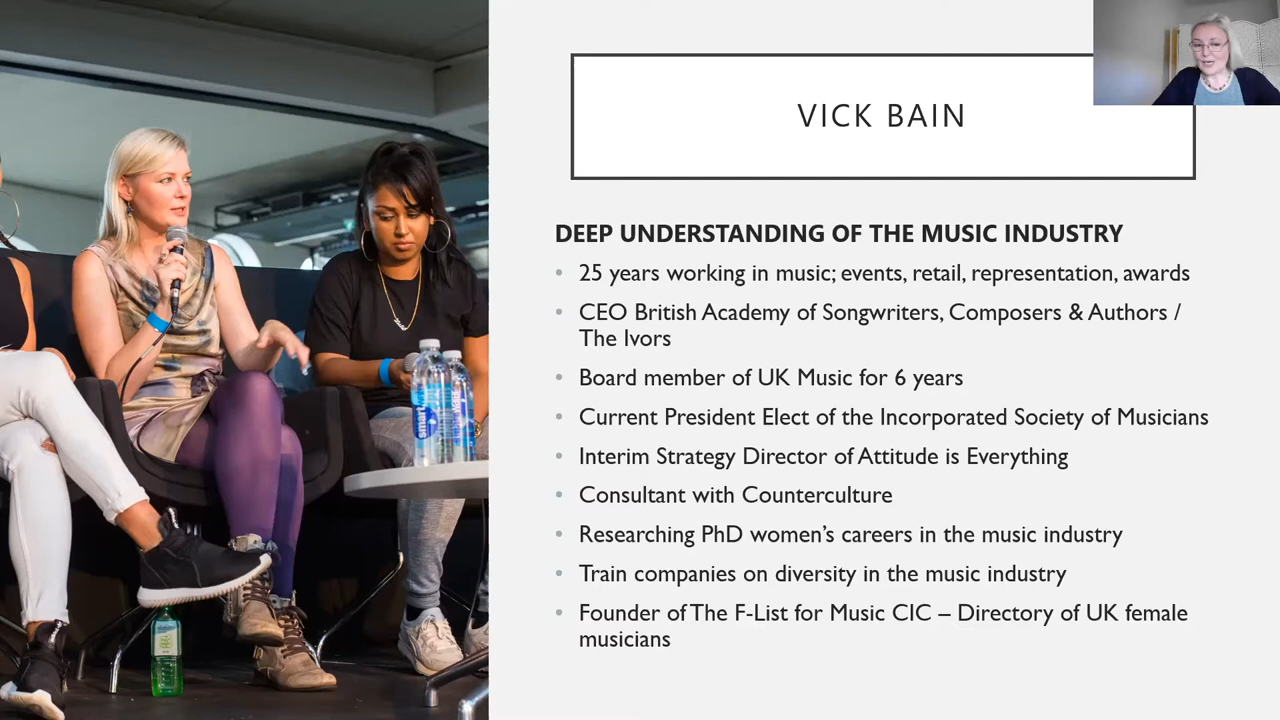 VICK BAIN
DEEP UNDERSTANDING OF THE MUSIC INDUSTRY
• 25 years working in music; events, retail, representation, awards
• CEO British Academy of Songwriters, Composers & Authors /
The Ivors
• Board member of UK Music for 6 years
• Current President Elect of the Incorporated Society of Musicians
• Interim Strategy Director of Attitude is Everything
• Consultant with Counterculture
• Researching PhD women’s careers in the music industry
• Train companies on diversity in the music industry
• Founder of The F-List for Music CIC – Directory of UK female
musicians